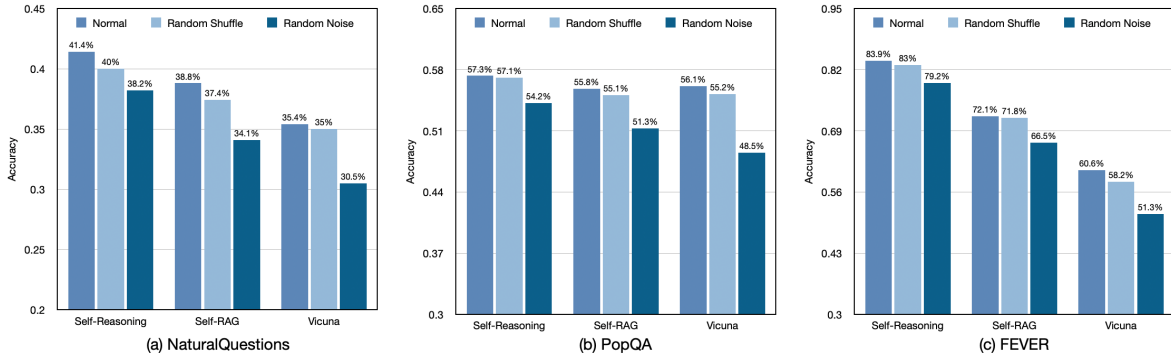 0.45
Normal
Random Shuffle
Random Noise
41.4%
40%
38.2%
38.8%
37.4%
34.1%
35.4%
35%
30.5%
0.4
0.35
0.3
0.25
0.2
Accuracy
Self-Reasoning
Self-RAG
Vicuna
(a) NaturalQuestions
0.65
Normal
Random Shuffle
Random Noise
57.3%
57.1%
54.2%
55.8%
55.1%
51.3%
56.1%
55.2%
48.5%
0.58
0.51
0.44
0.37
0.3
Accuracy
Self-Reasoning
Self-RAG
Vicuna
(b) PopQA
0.95
Normal
Random Shuffle
Random Noise
83.9%
83%
79.2%
72.1%
71.8%
66.5%
60.6%
58.2%
51.3%
0.82
0.69
0.56
0.43
0.3
Accuracy
Self-Reasoning
Self-RAG
Vicuna
(c) FEVER